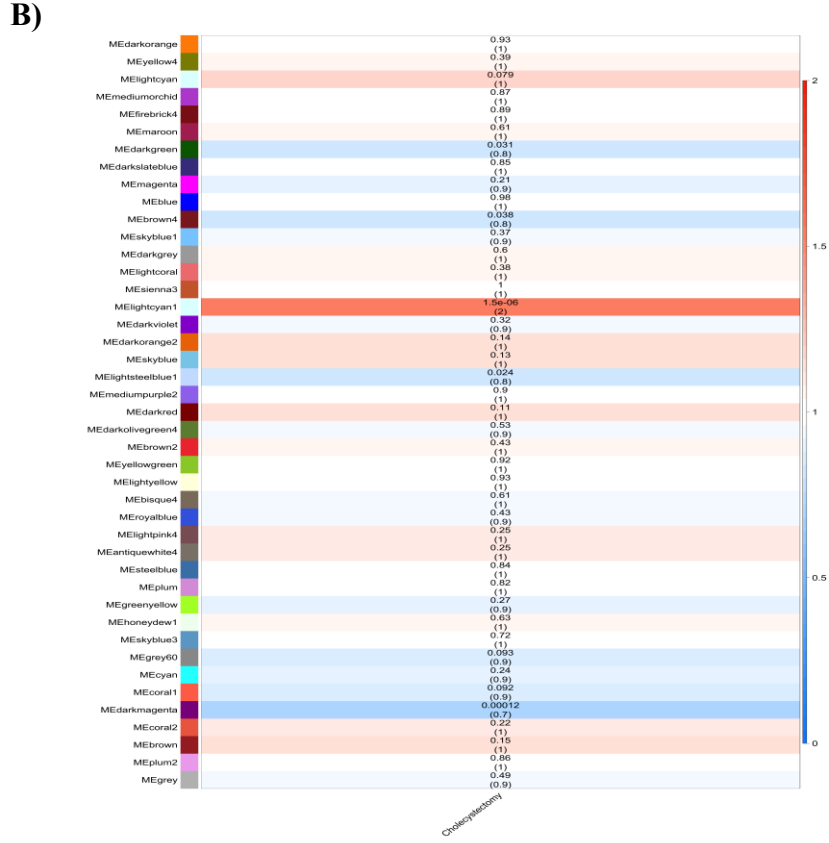 B)
MEdarkorange 0.93
(1)
2
MEyellow4 0.39
(1)
MElightcyan 0.079
(1)
MEmediumorchid 0.87
(1)
MEfirebrick4 0.89
(1)
MEmaroon 0.61
(1)
MEdarkgreen 0.031
(0.8)
MEdarkslateblue 0.85
(1)
MEmagenta 0.21
(0.9)
MEblue 0.98
(1)
MEbrown4 0.038
(0.8)
MEskyblue1 0.37
(0.9)
1.5
MEdarkgrey 0.6
(1)
MElightcoral 0.38
(1)
MEsienna3 1
(1)
MElightcyan1 1.5e-06
(2)
MEdarkviolet 0.32
(0.9)
MEdarkorange2 0.14
(1)
MEskyblue 0.13
(1)
MElightsteelblue1 0.024
(0.8)
MEmediumpurple2 0.9
(1)
MEdarkred 0.11
(1)
1
MEdarkolivegreen4 0.53
(0.9)
MEbrown2 0.43
(1)
MEyellowgreen 0.92
(1)
MElightyellow 0.93
(1)
MEbisque4 0.61
(1)
MEroyalblue 0.43
(0.9)
MElightpink4 0.25
(1)
MEantiquewhite4 0.25
(1)
MEsteelblue 0.84
(1)
0.5
MEplum 0.82
(1)
MEgreenyellow 0.27
(0.9)
MEhoneydew1 0.63
(1)
MEskyblue3 0.72
(1)
MEgrey60 0.093
(0.9)
MEcyan 0.24
(0.9)
MEcoral1 0.092
(0.9)
MEdarkmagenta 0.00012
(0.7)
MEcoral2 0.22
(1)
MEbrown 0.15
(1)
0
MEplum2 0.86
(1)
MEgrey 0.49
(0.9)
Cholecystectomy